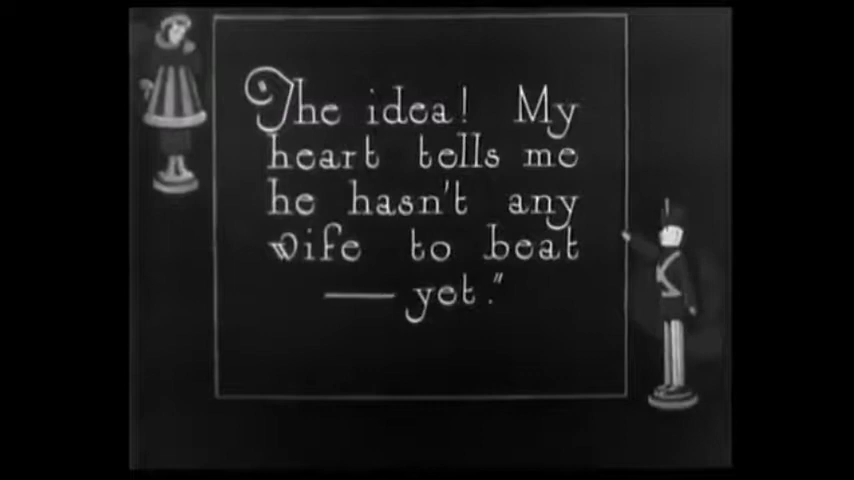 The idea! My
heart tells me
he hasn't any
wife to beat
— yet."